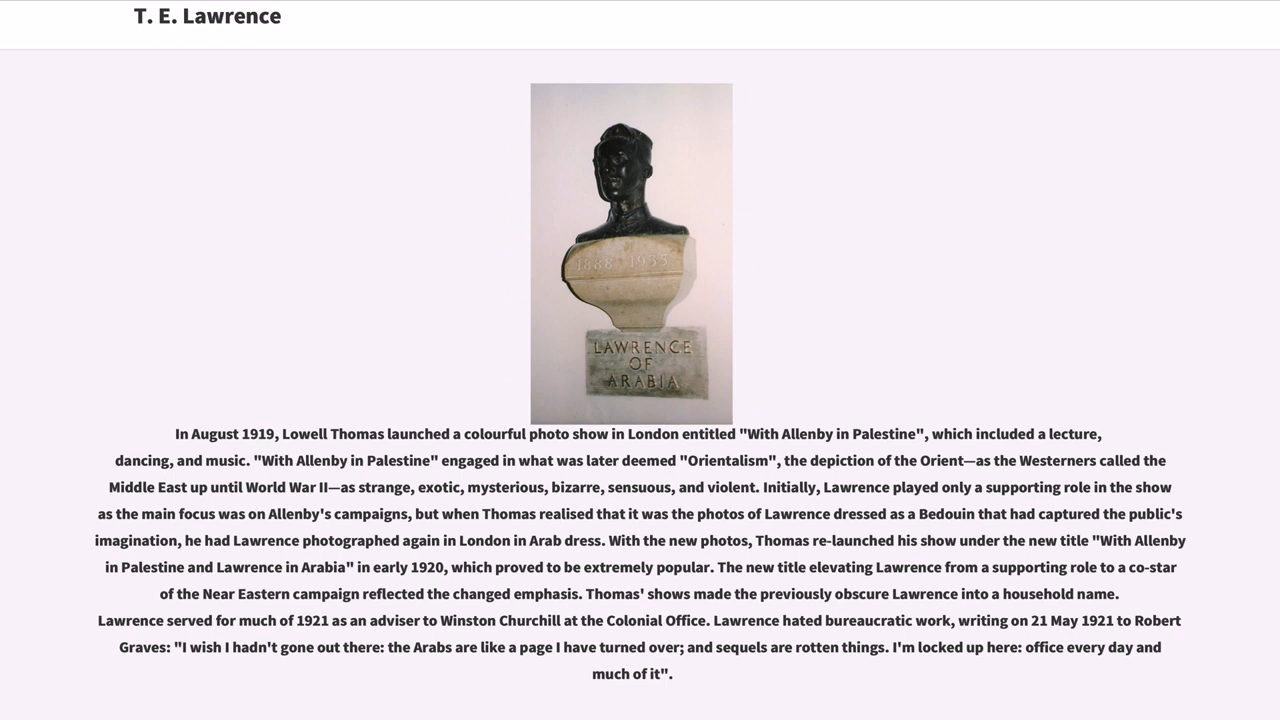 T. E. Lawrence
1888 1935
LAWRENCE
OF
ARABIA
In August 1919, Lowell Thomas launched a colourful photo show in London entitled "With Allenby in Palestine", which included a lecture,
dancing, and music. "With Allenby in Palestine" engaged in what was later deemed "Orientalism", the depiction of the Orient—as the Westerners called the
Middle East up until World War II—as strange, exotic, mysterious, bizarre, sensuous, and violent. Initially, Lawrence played only a supporting role in the show
as the main focus was on Allenby's campaigns, but when Thomas realised that it was the photos of Lawrence dressed as a Bedouin that had captured the public's
imagination, he had Lawrence photographed again in London in Arab dress. With the new photos, Thomas re-launched his show under the new title "With Allenby
in Palestine and Lawrence in Arabia" in early 1920, which proved to be extremely popular. The new title elevating Lawrence from a supporting role to a co-star
of the Near Eastern campaign reflected the changed emphasis. Thomas' shows made the previously obscure Lawrence into a household name.
Lawrence served for much of 1921 as an adviser to Winston Churchill at the Colonial Office. Lawrence hated bureaucratic work, writing on 21 May 1921 to Robert
Graves: "I wish I hadn't gone out there: the Arabs are like a page I have turned over; and sequels are rotten things. I'm locked up here: office every day and
much of it".